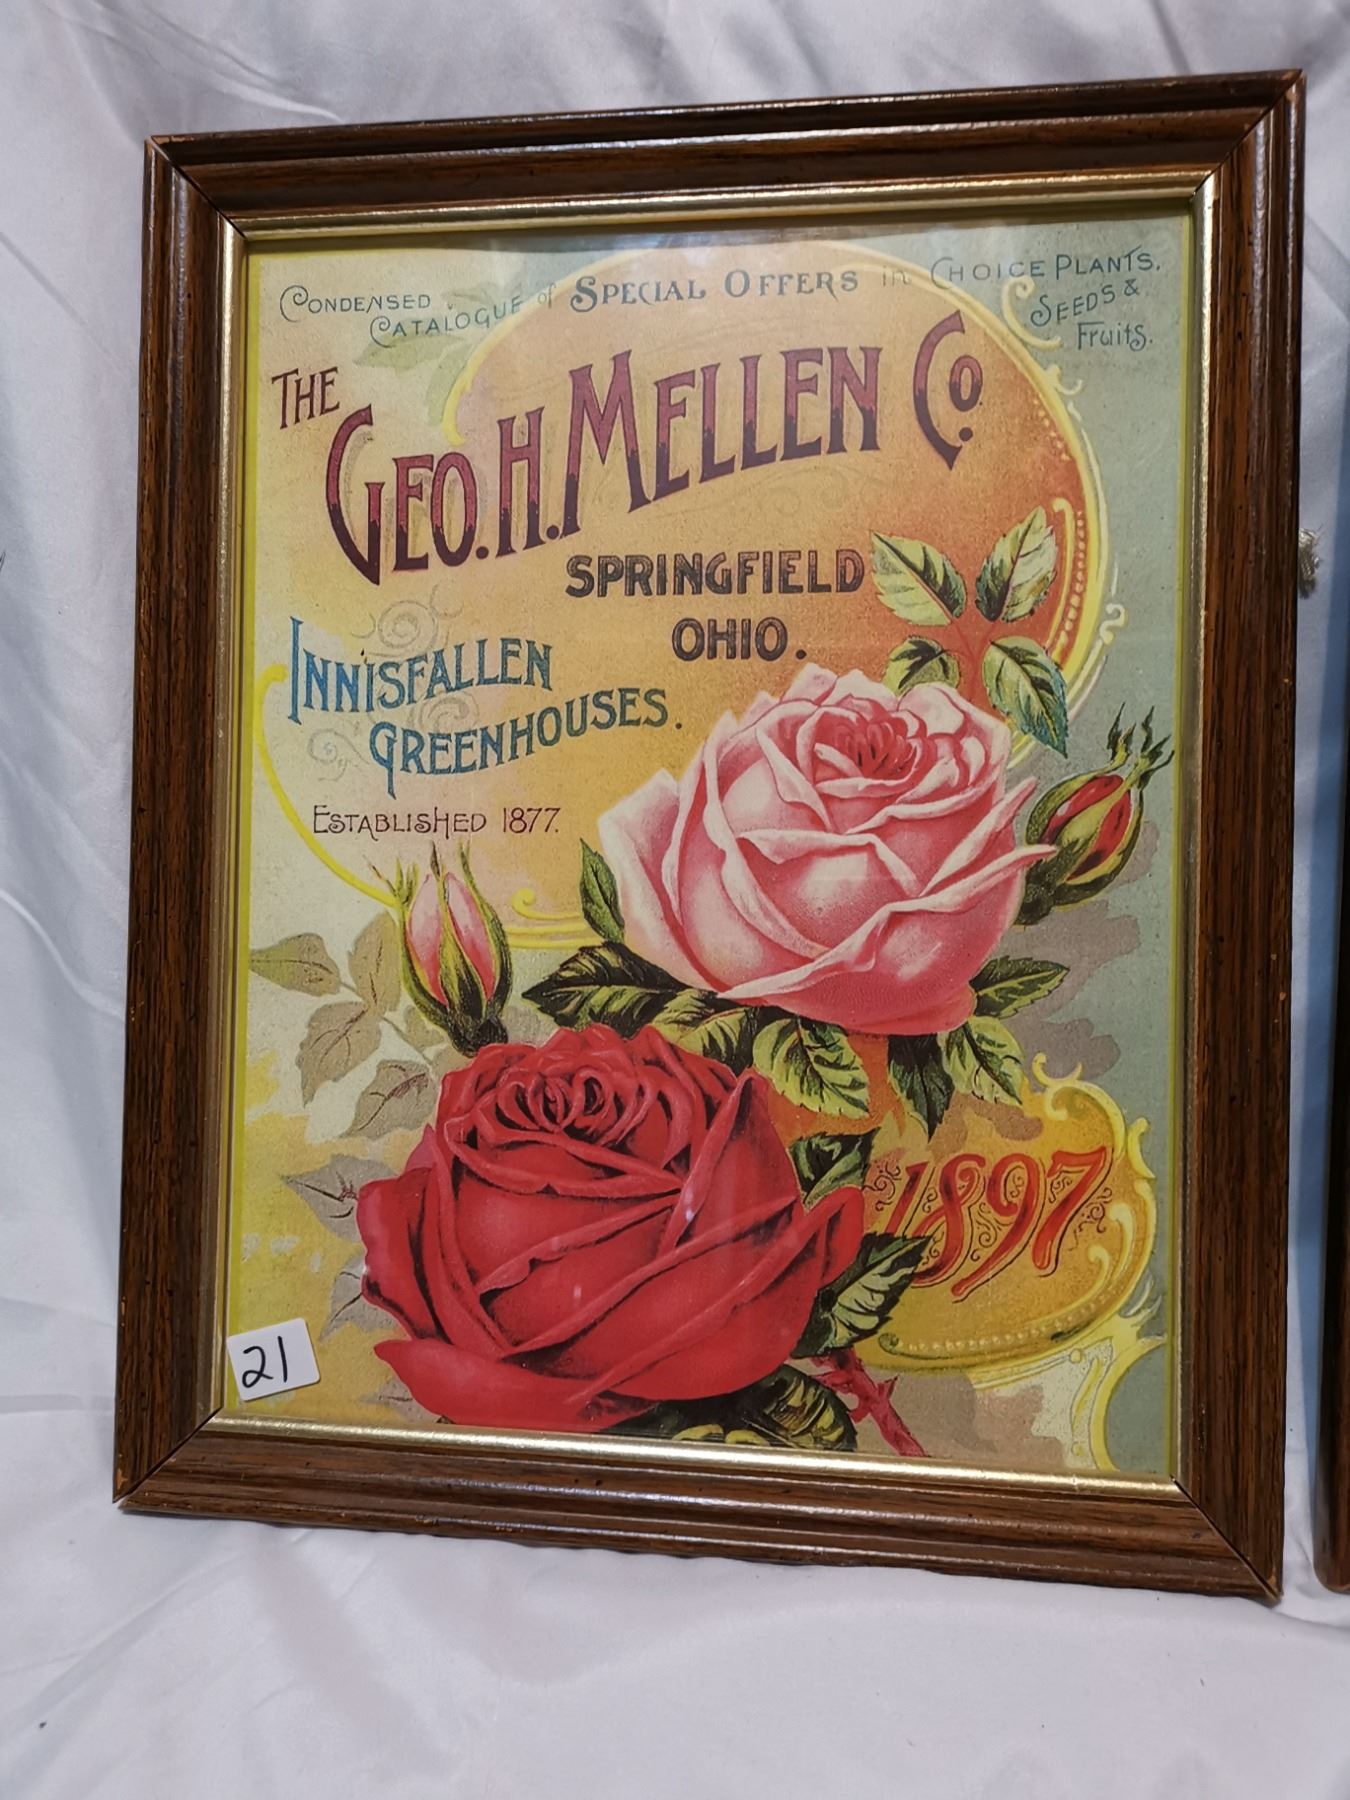 Condensed
Catalogue of Special Offers in Choice Plants,
Seeds &
Fruits.
The
Geo. H. Mellen Co.
Springfield
Ohio.
Innisfallen
Greenhouses.
Established 1877.
1897
21